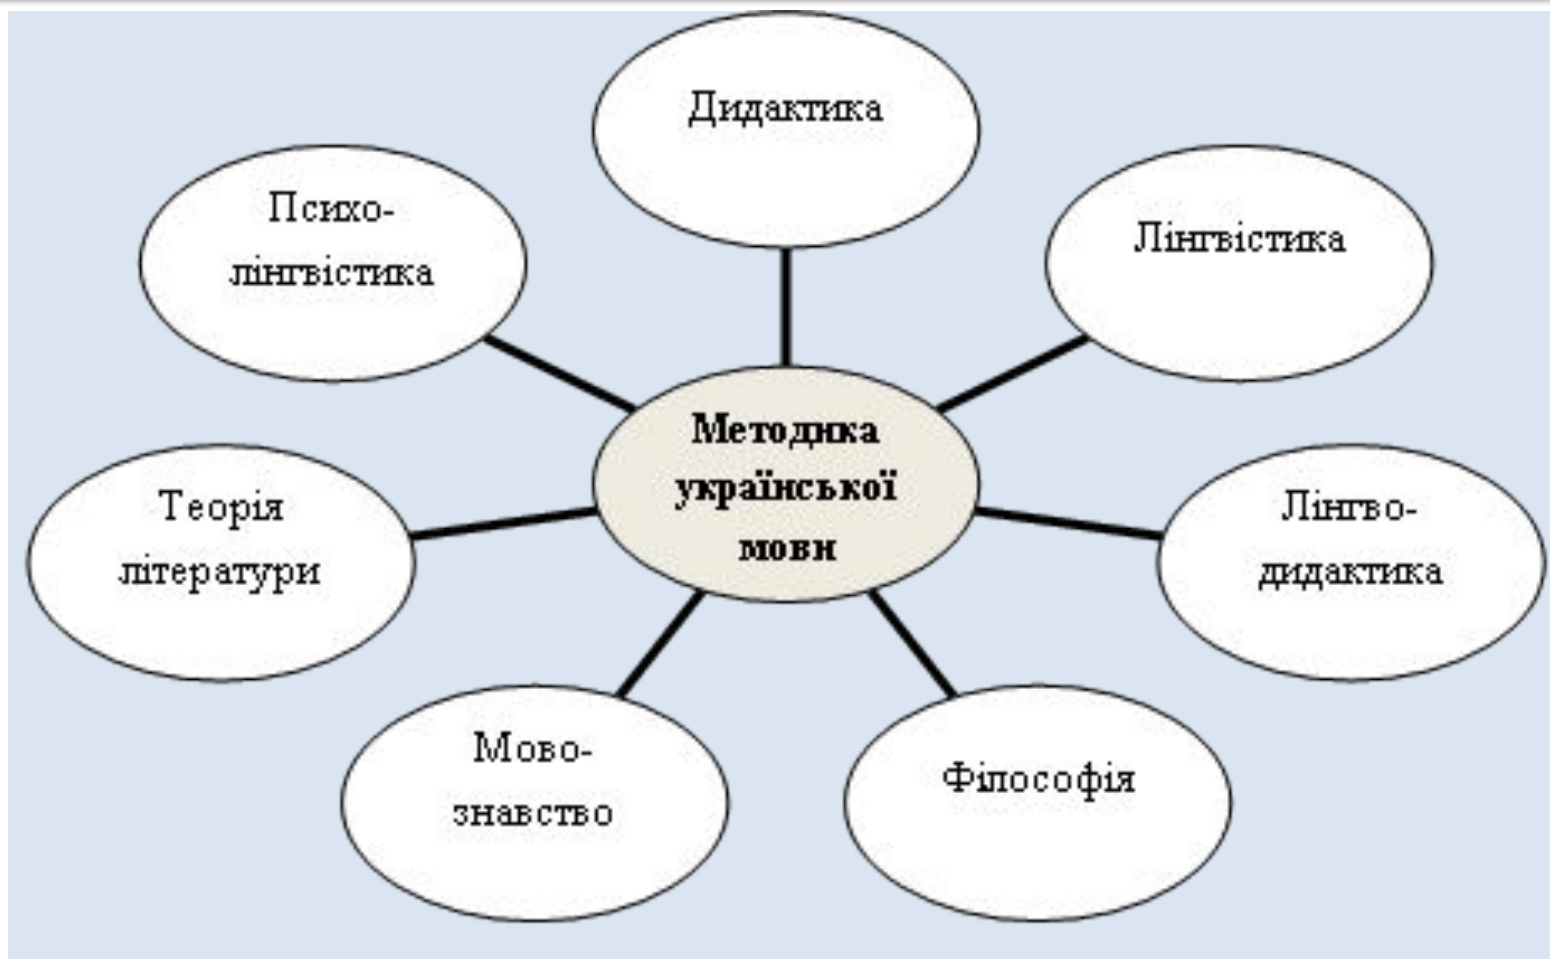 Дидактика
Психо-
лінгвістика
Лінгвістика
Методика
української
мови
Теорія
літератури
Лінгво-
дидактика
Мово-
знавство
Філософія